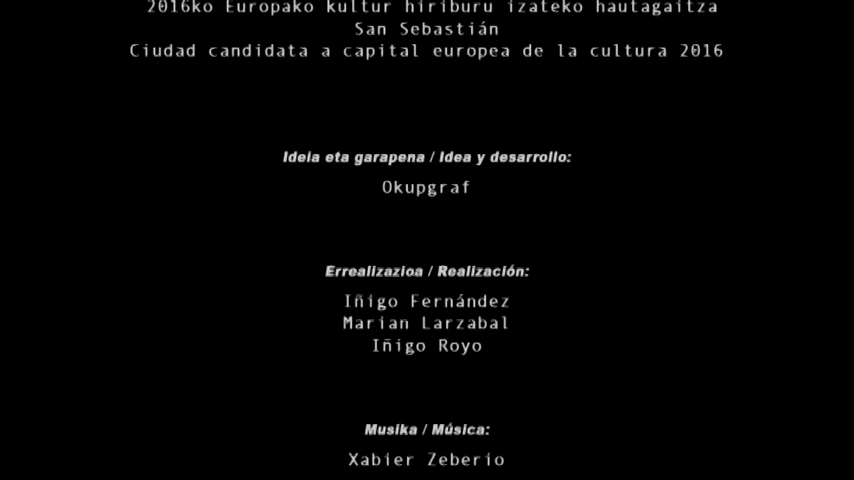 2016ko Europako kultur hiriburu izateko hautagaitza
San Sebastián
Ciudad candidata a capital europea de la cultura 2016
Ideia eta garapena / Idea y desarrollo:
Okupgraf
Errealizazioa / Realización:
Iñigo Fernández
Marian Larzabal
Iñigo Royo
Musika / Música:
Xabier Zeberio